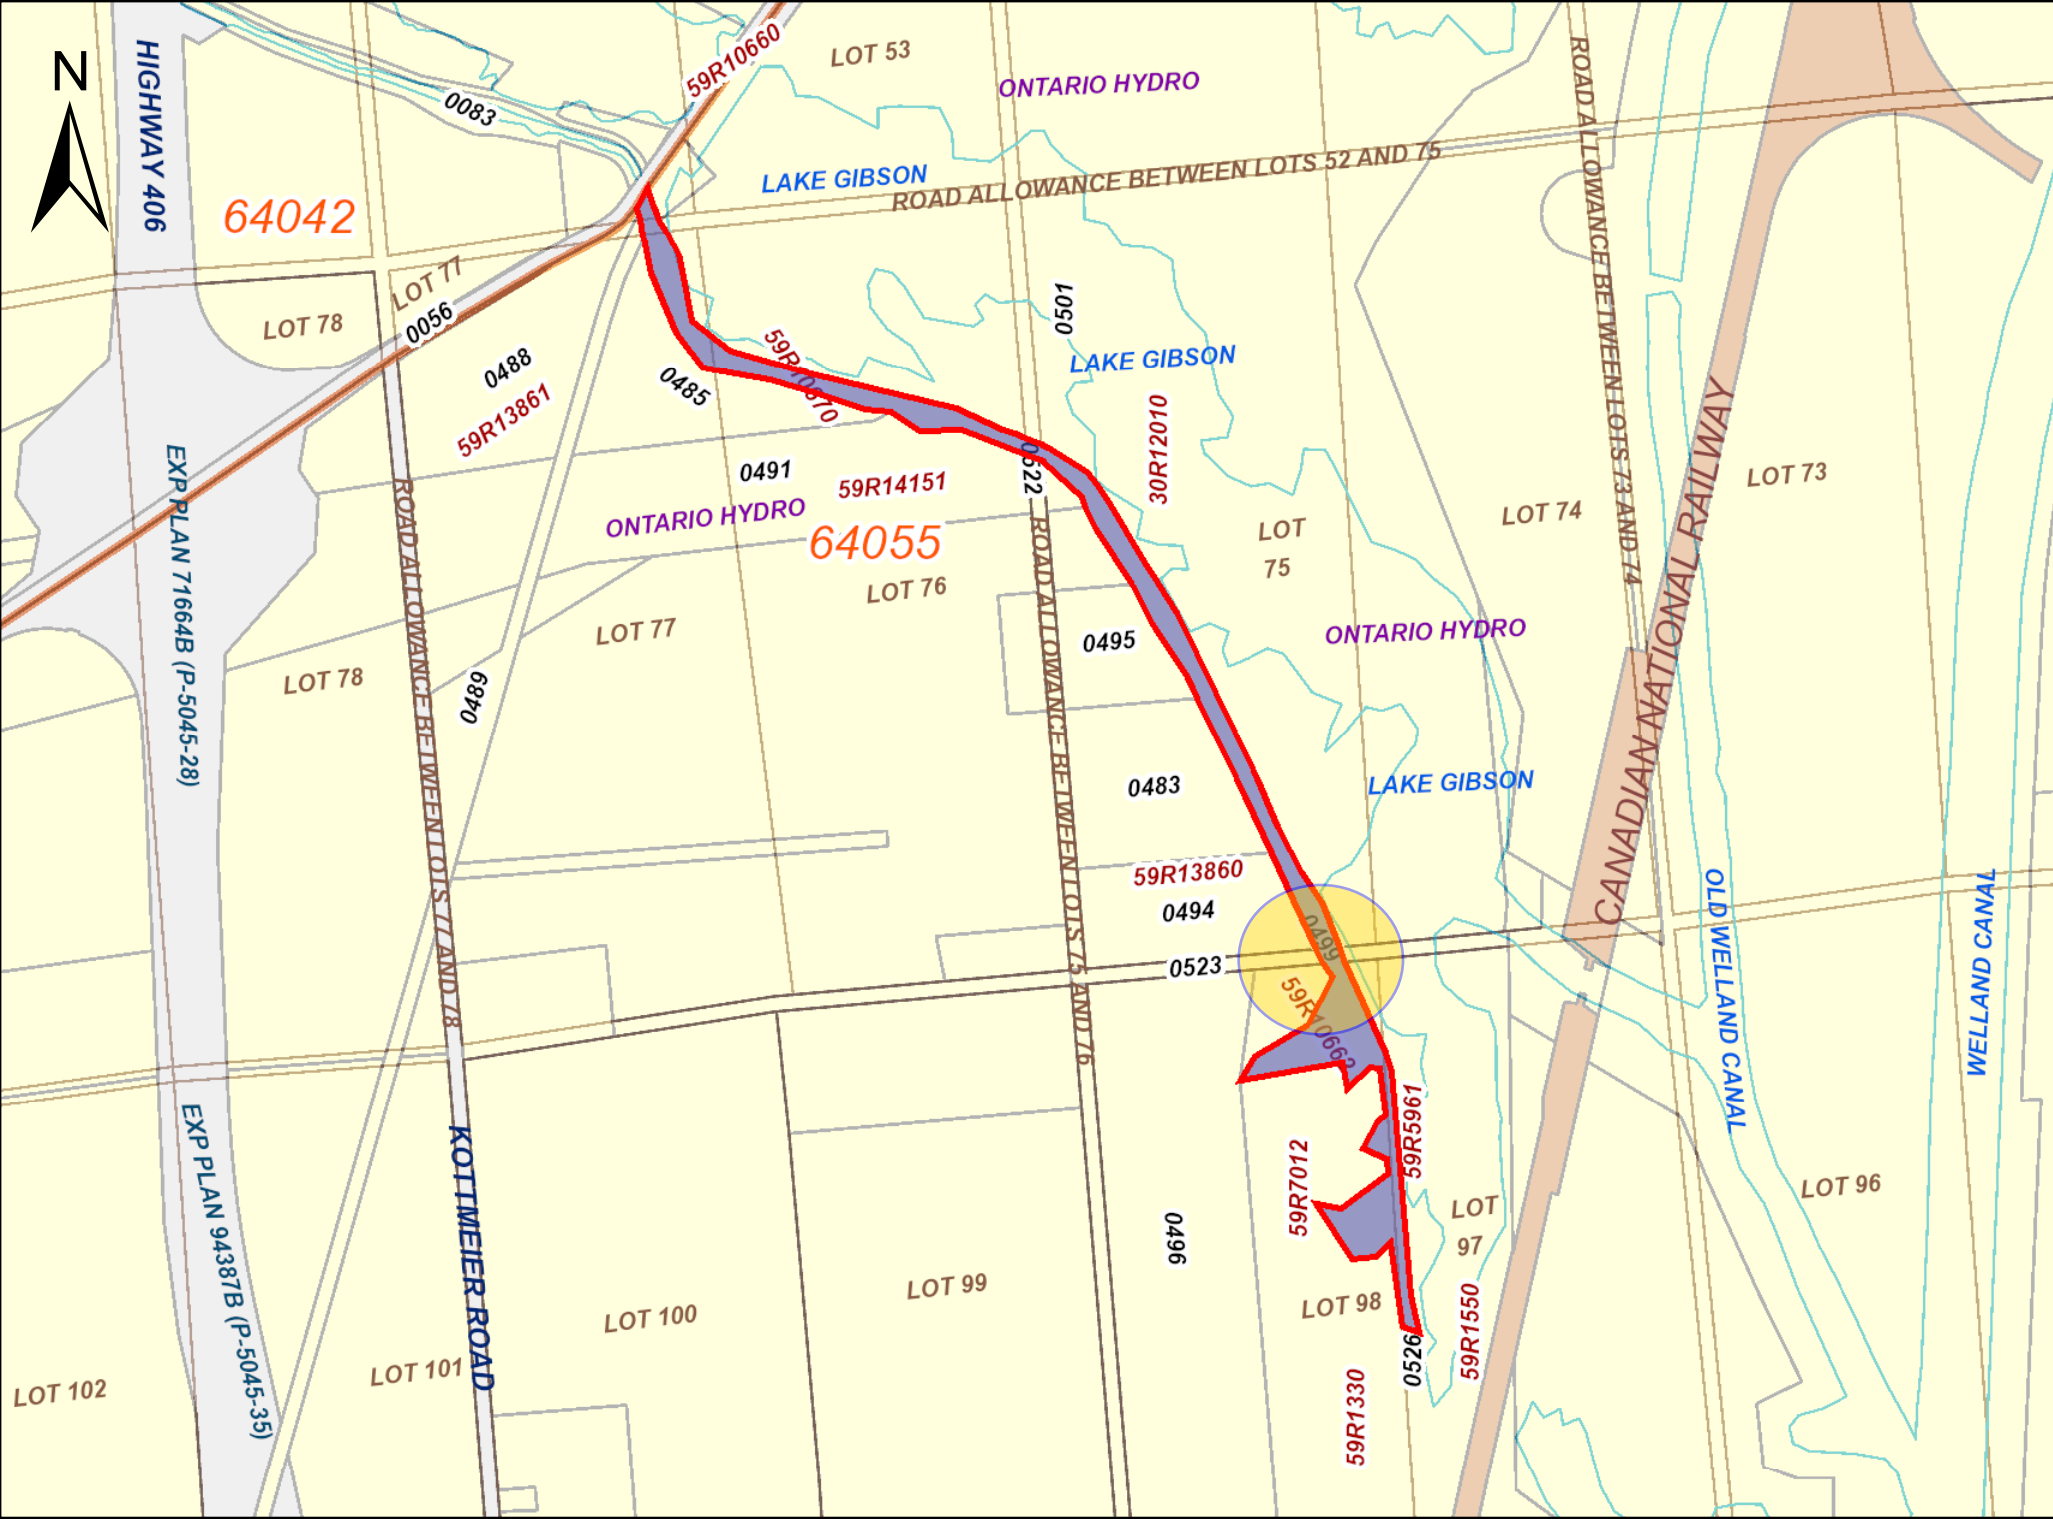 59R10660
LOT 53
N
HIGHWAY 406
ONTARIO HYDRO
0083
ROAD ALLOWANCE BETWEEN LOTS 52 AND 75
LAKE GIBSON
64042
LOT 77
LOT 78
0056
0501
ROAD ALLOWANCE BETWEEN LOTS 73 AND 74
0488
59R13861
0485
59R10670
LAKE GIBSON
30R12010
0522
0491
59R14151
ONTARIO HYDRO
64055
LOT
75
LOT 74
LOT 73
CANADIAN NATIONAL RAILWAY
EXP PLAN 71664B (P-5045-28)
ROAD ALLOWANCE BETWEEN LOTS 77 AND 78
LOT 76
LOT 77
LOT 78
0489
0495
ONTARIO HYDRO
ROAD ALLOWANCE BETWEEN LOTS 75 AND 76
0483
LAKE GIBSON
59R13860
0494
0499
0523
59R10662
OLD WELLAND CANAL
WELLAND CANAL
EXP PLAN 94387B (P-5045-35)
KOTTMEIER ROAD
59R5961
59R7012
LOT 96
LOT
97
0496
LOT 99
LOT 98
LOT 100
59R1550
0526
LOT 101
LOT 102
59R1330